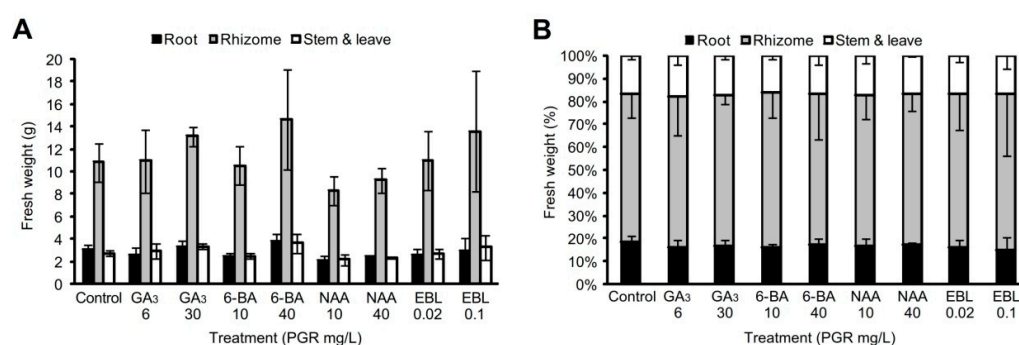 A
Root Rhizome Stem & leave
Fresh weight (g)
20
18
16
14
12
10
8
6
4
2
0
Control GA3 GA3 6-BA 6-BA NAA NAA EBL EBL
6 30 10 40 10 40 0.02 0.1
Treatment (PGR mg/L)
B
Root Rhizome Stem & leave
Fresh weight (%)
100%
90%
80%
70%
60%
50%
40%
30%
20%
10%
0%
Control GA3 GA3 6-BA 6-BA NAA NAA EBL EBL
6 30 10 40 10 40 0.02 0.1
Treatment (PGR mg/L)